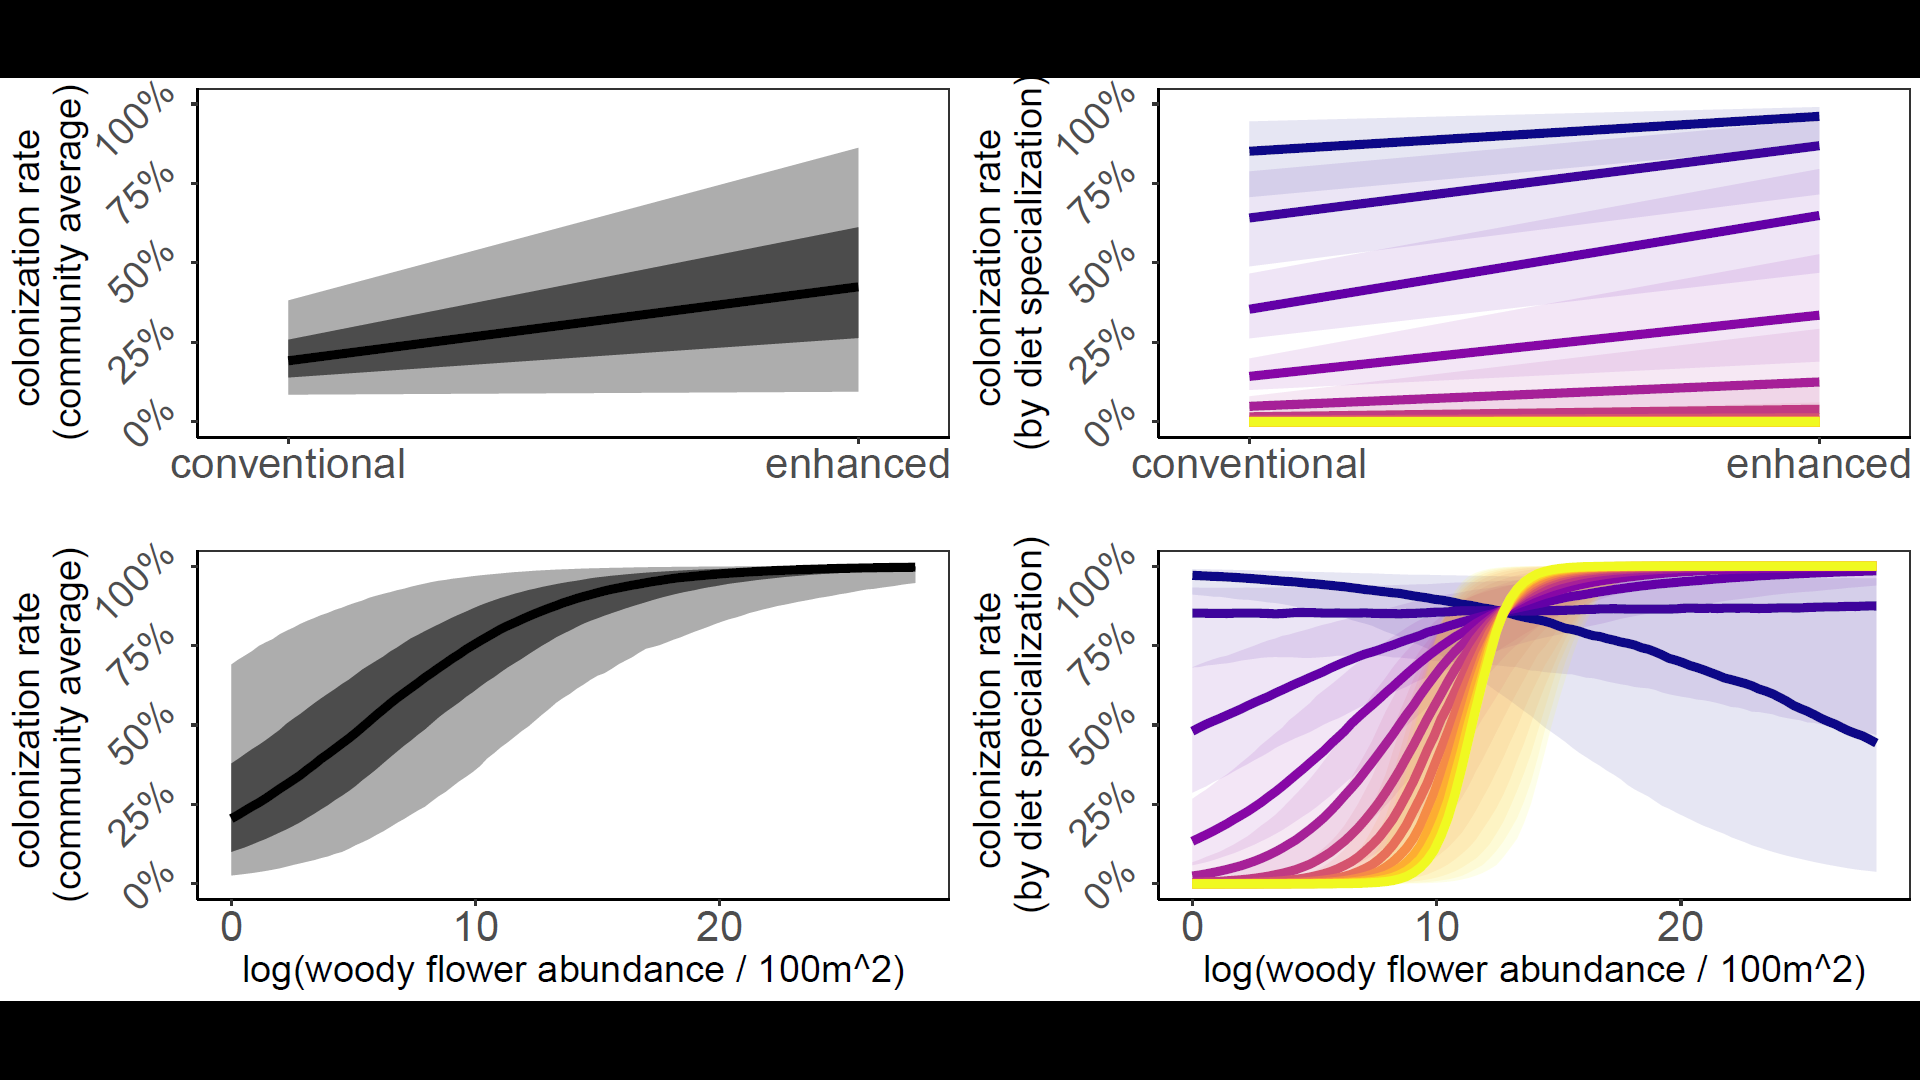 colonization rate
(community average)
100%
75%
50%
25%
0%
conventional
enhanced
colonization rate
(by diet specialization)
100%
75%
50%
25%
0%
conventional
enhanced
colonization rate
(community average)
100%
75%
50%
25%
0%
0
10
20
log(woody flower abundance / 100m^2)
colonization rate
(by diet specialization)
100%
75%
50%
25%
0%
0
10
20
log(woody flower abundance / 100m^2)